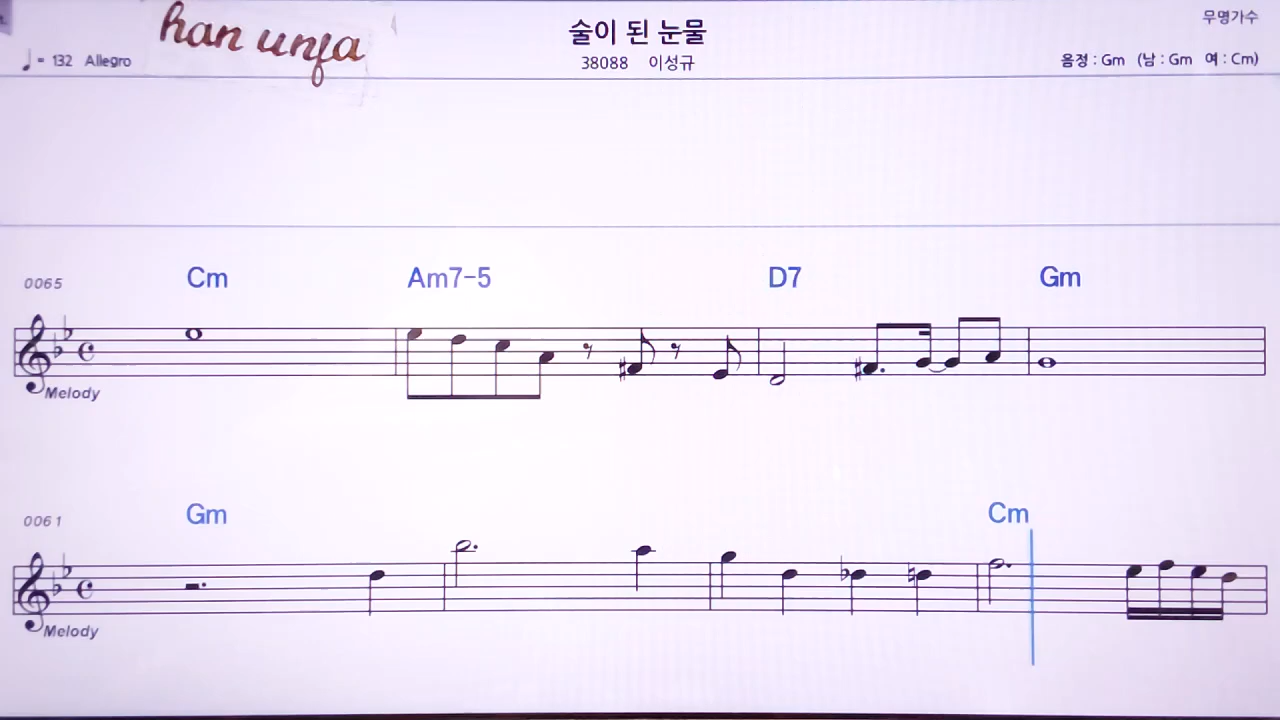 han unfa
술이 된 눈물
무명가수
♩= 132 Allegro
38088 이성규
음정 : Gm (남 : Gm 여 : Cm)
0065
Cm Am7-5 D7 Gm
Melody
0061
Gm Cm
Melody